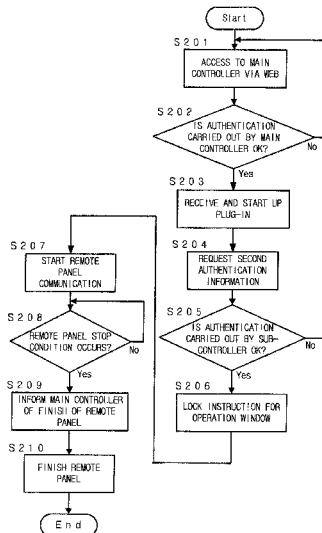 Start
S201
ACCESS TO MAIN
CONTROLLER VIA WEB
S202
IS AUTHENTICATION
CARRIED OUT BY MAIN
CONTROLLER OK?
No
Yes
S203
RECEIVE AND START UP
PLUG-IN
S204
REQUEST SECOND
AUTHENTICATION
INFORMATION
S205
IS AUTHENTICATION
CARRIED OUT BY SUB-
CONTROLLER OK?
No
Yes
S206
LOCK INSTRUCTION FOR
OPERATION WINDOW
S207
START REMOTE
PANEL
COMMUNICATION
S208
REMOTE PANEL STOP
CONDITION OCCURS?
No
Yes
S209
INFORM MAIN CONTROLLER
OF FINISH OF REMOTE
PANEL
S210
FINISH REMOTE
PANEL
End